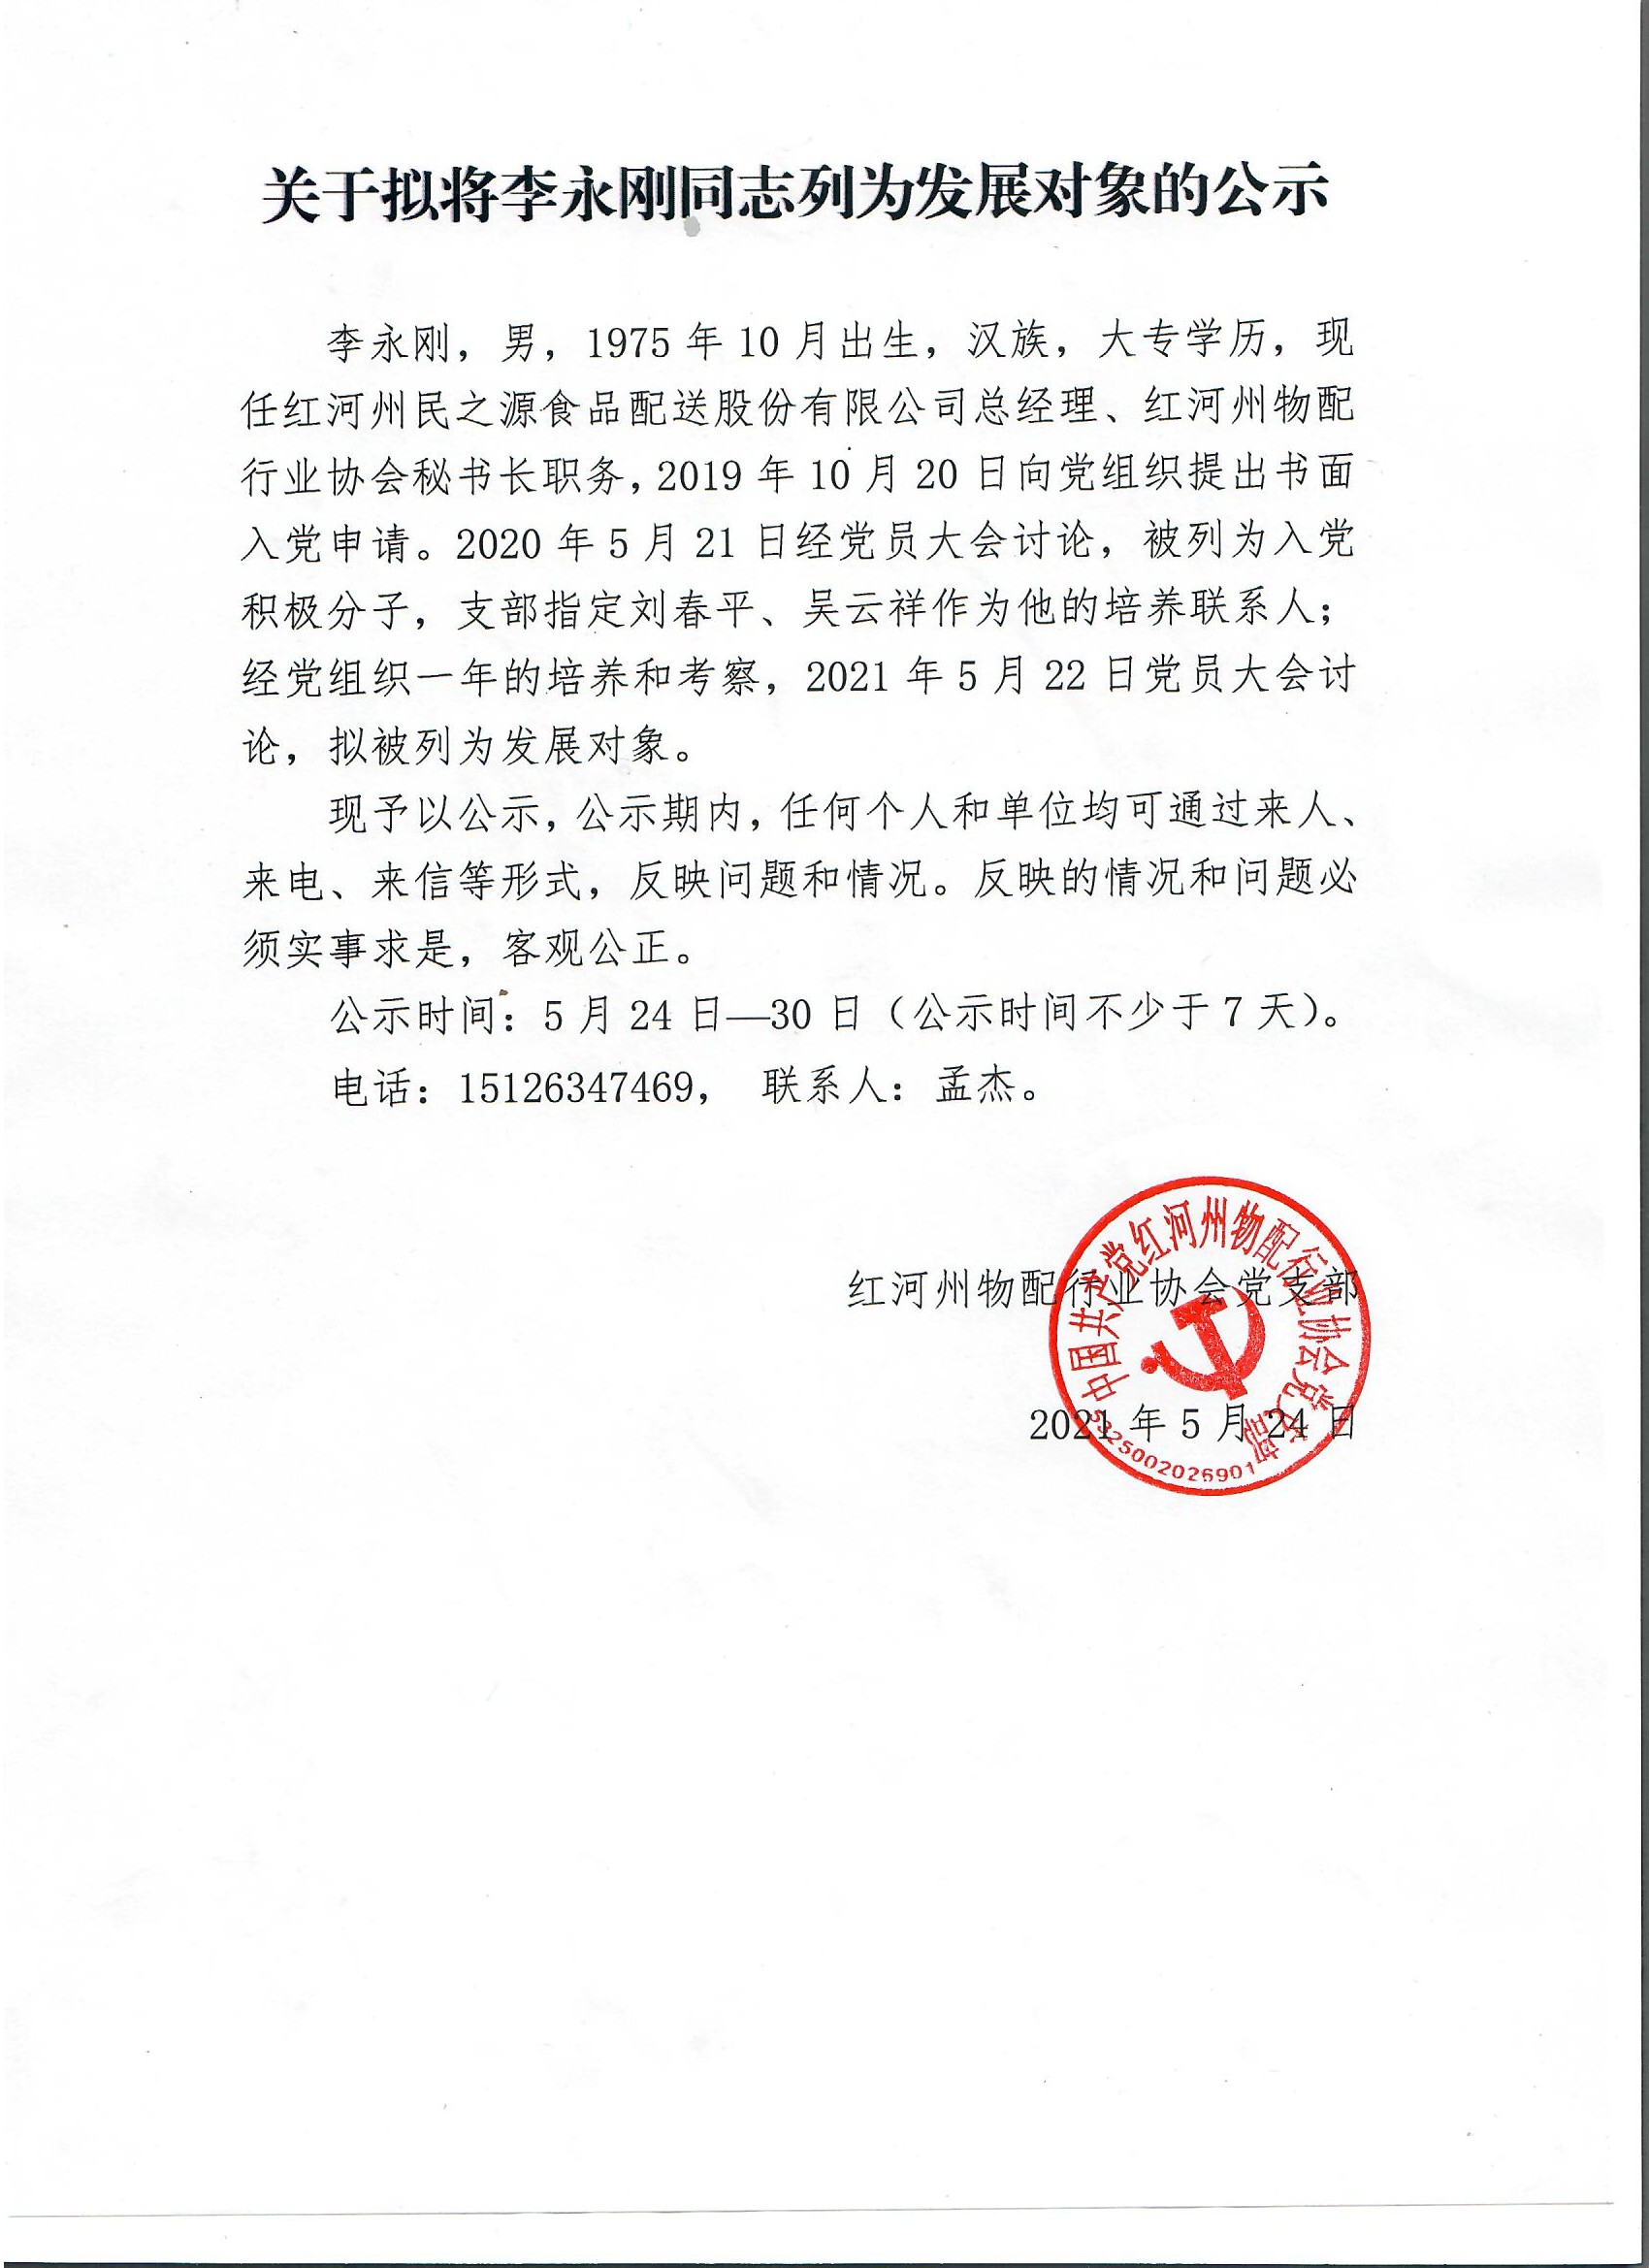 关于拟将李永刚同志列为发展对象的公示
李永刚，男，1975年10月出生，汉族，大专学历，现
任红河州民之源食品配送股份有限公司总经理、红河州物配
行业协会秘书长职务，2019年10月20日向党组织提出书面
入党申请。2020年5月21日经党员大会讨论，被列为入党
积极分子，支部指定刘春平、吴云祥作为他的培养联系人；
经党组织一年的培养和考察，2021年5月22日党员大会讨
论，拟被列为发展对象。
现予以公示，公示期内，任何个人和单位均可通过来人、
来电、来信等形式，反映问题和情况。反映的情况和问题必
须实事求是，客观公正。
公示时间：5月24日—30日（公示时间不少于7天）。
电话：15126347469， 联系人：孟杰。
红河州物配行业协会党支部
2021年5月24日
中国共产党红河州物配行业协会党支部
5325002026901